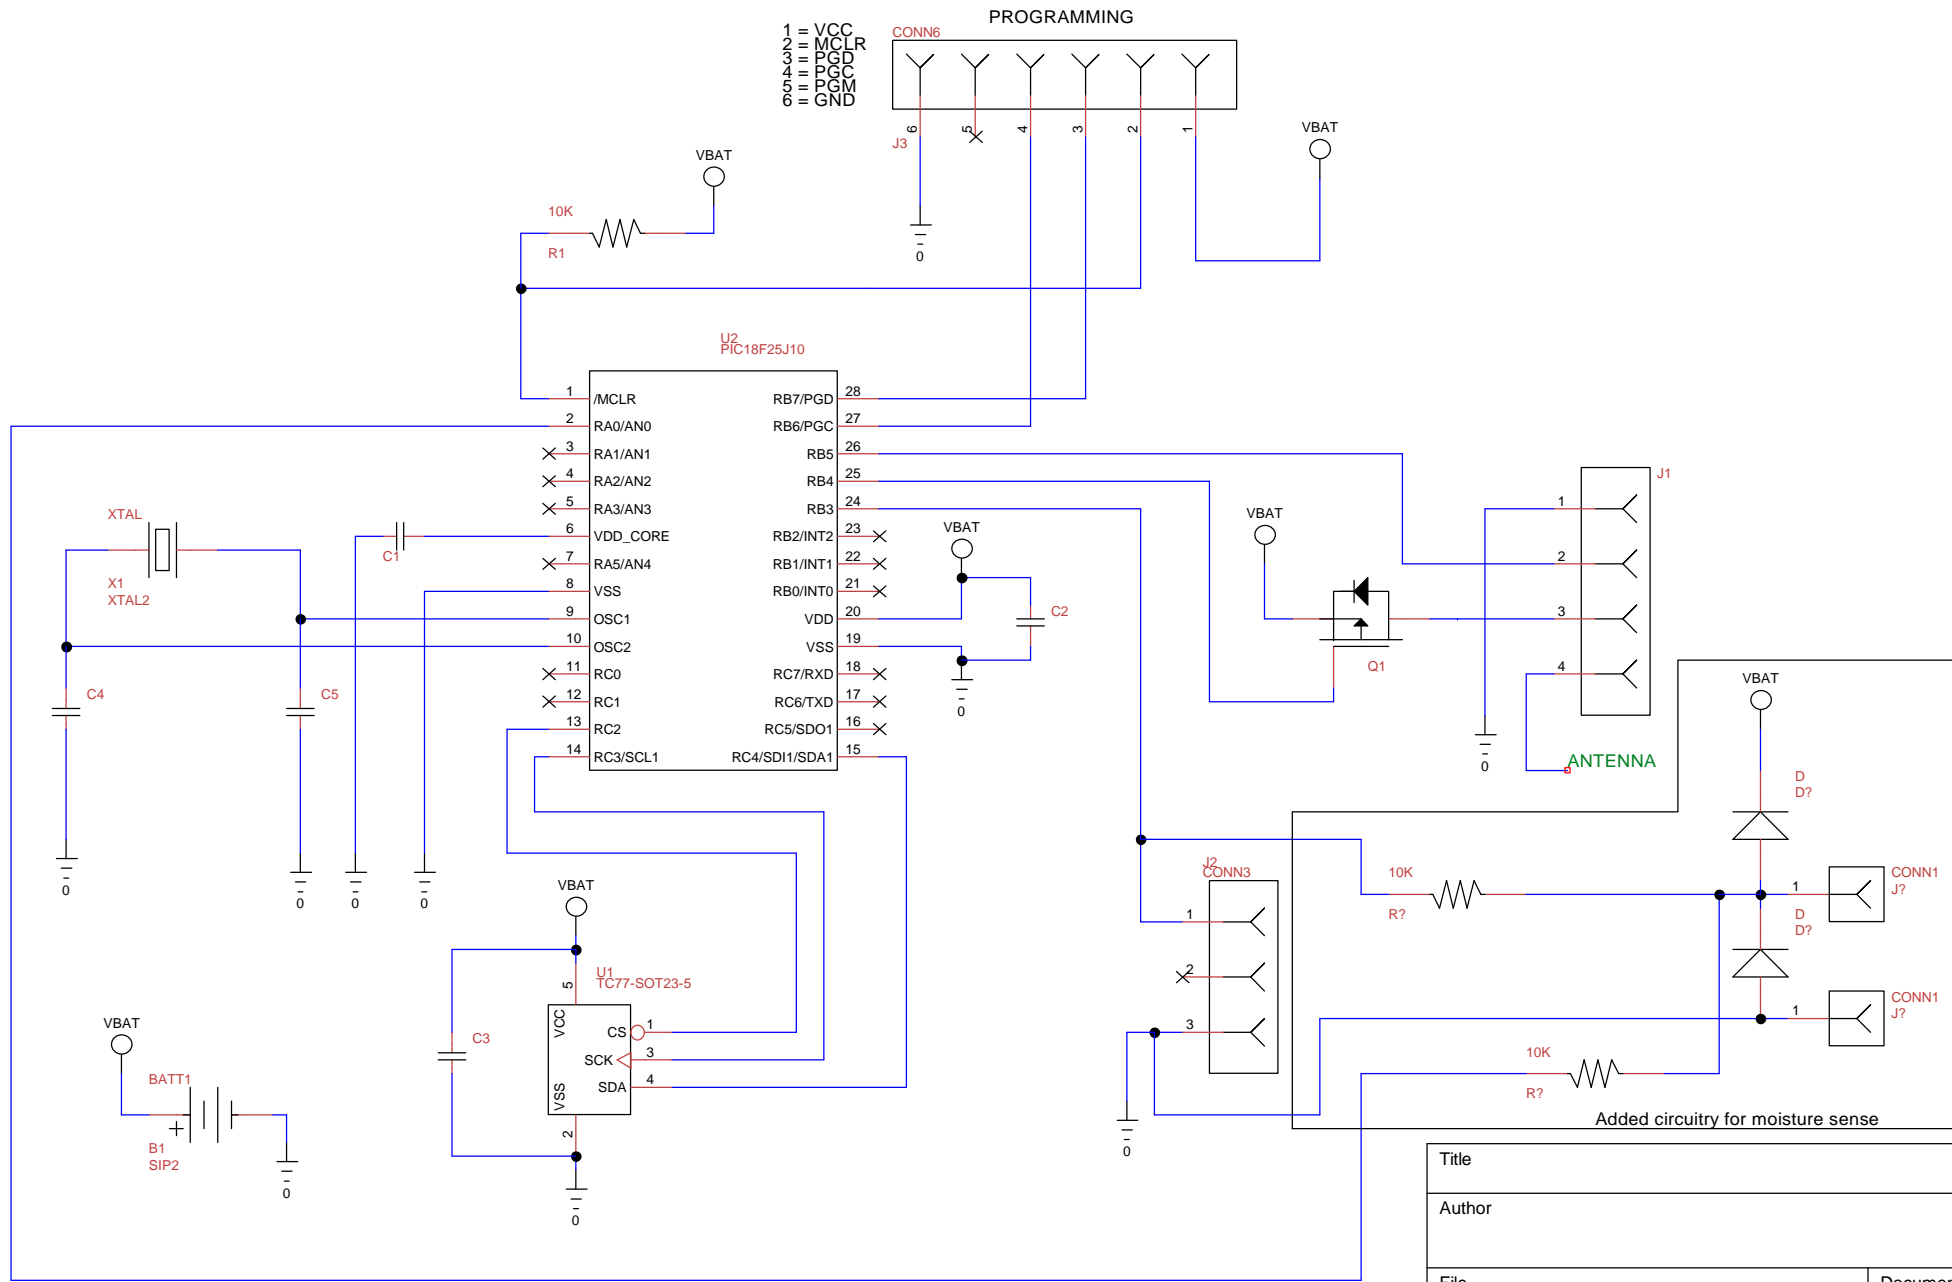 PROGRAMMING
1 = VCC
2 = MCLR
3 = PGD
4 = PGC
5 = PGM
6 = GND
CONN6
6
5
4
3
2
1
J3
VBAT
0
VBAT
10K
R1
U2
PIC18F25J10
1 /MCLR
2 RA0/AN0
3 RA1/AN1
4 RA2/AN2
5 RA3/AN3
6 VDD_CORE
7 RA5/AN4
8 VSS
9 OSC1
10 OSC2
11 RC0
12 RC1
13 RC2
14 RC3/SCL1
RB7/PGD 28
RB6/PGC 27
RB5 26
RB4 25
RB3 24
RB2/INT2 23
RB1/INT1 22
RB0/INT0 21
VDD 20
VSS 19
RC7/RXD 18
RC6/TXD 17
RC5/SDO1 16
RC4/SDI1/SDA1 15
XTAL
X1
XTAL2
C1
C4
C5
0
0
0
0
VBAT
C2
0
VBAT
Q1
J1
1
2
3
4
0
ANTENNA
VBAT
D
D?
CONN1
J?
1
D
D?
CONN1
J?
1
10K
R?
10K
R?
J2
CONN3
1
2
3
0
Added circuitry for moisture sense
VBAT
U1
TC77-SOT23-5
5
VCC
CS 1
SCK 3
SDA 4
VSS
2
C3
0
VBAT
BATT1
+
B1
SIP2
0
Title
Author